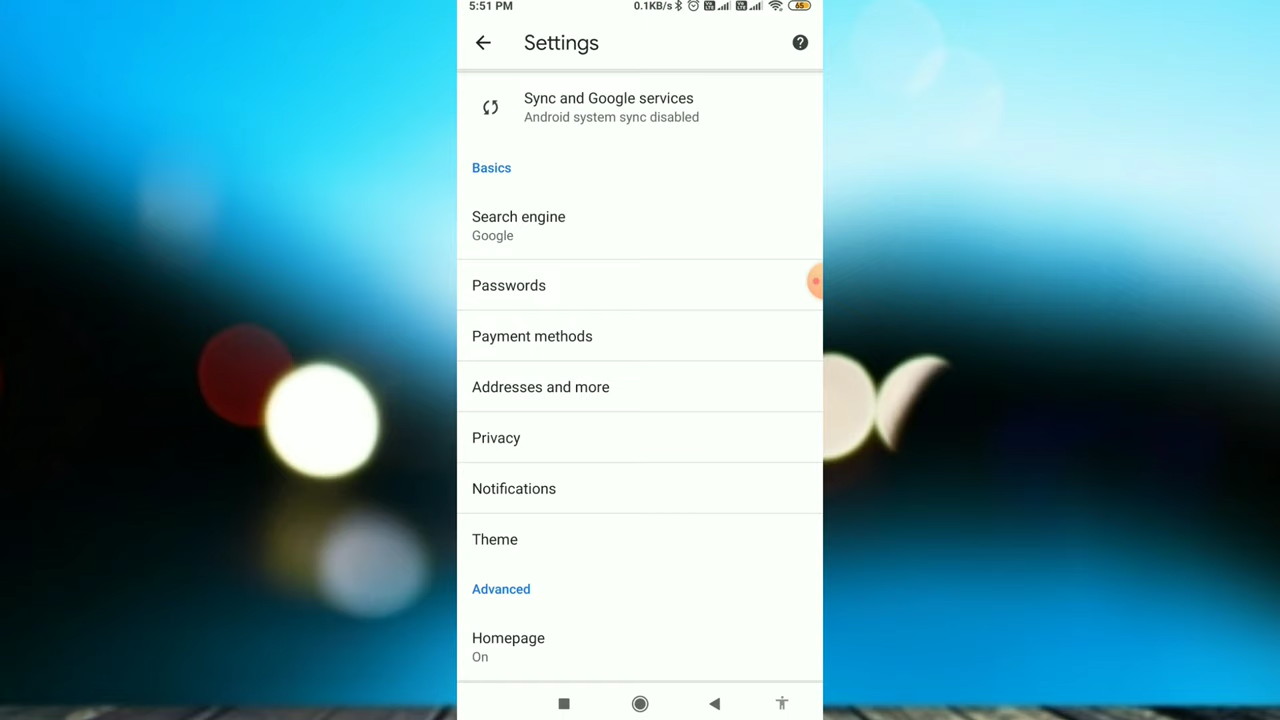 5:51 PM 0.1KB/s 65
Settings
Sync and Google services
Android system sync disabled
Basics
Search engine
Google
Passwords
Payment methods
Addresses and more
Privacy
Notifications
Theme
Advanced
Homepage
On